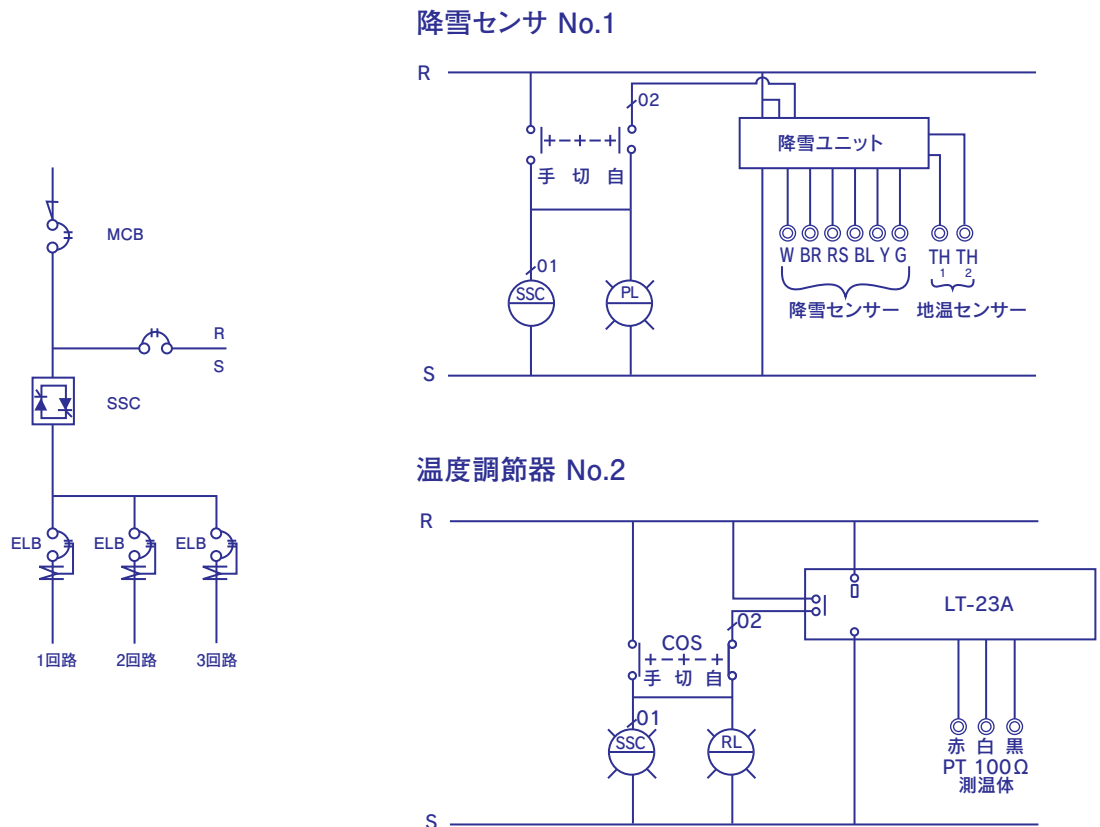 MCB
R
S
SSC
ELB ELB ELB
1回路 2回路 3回路
降雪センサ No.1
R
02
降雪ユニット
手 切 自
W BR RS BL Y G TH TH
1 2
01
SSC PL
降雪センサー 地温センサー
S
温度調節器 No.2
R
LT-23A
02
COS
手 切 自
01
SSC RL
赤 白 黒
PT 100Ω
測温体
S